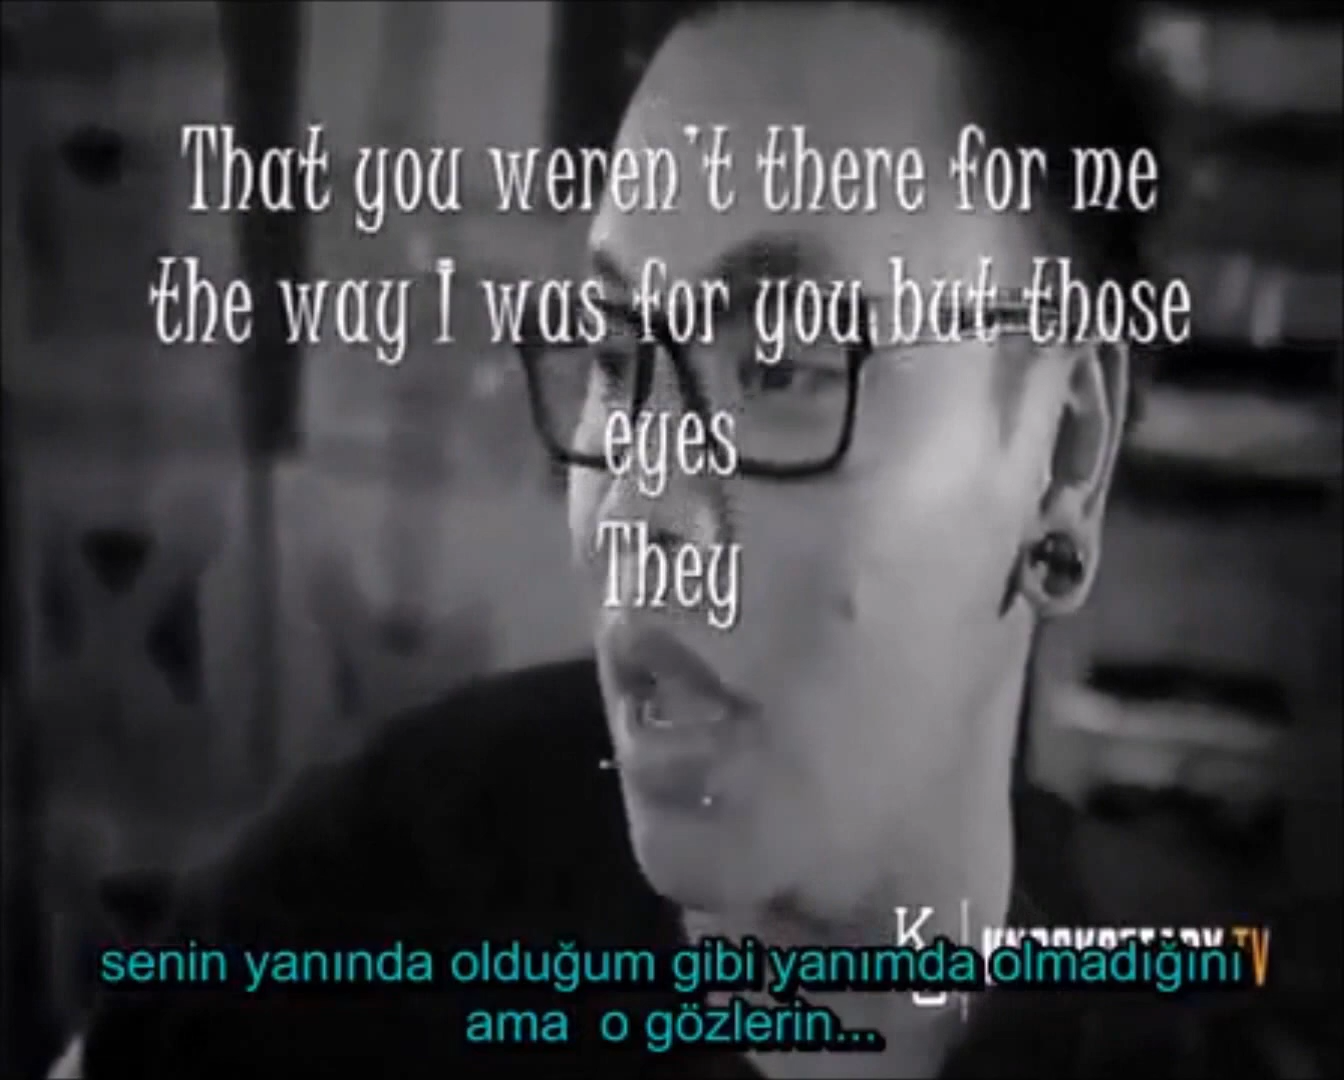 That you weren't there for me
the way I was for you but those
eyes
They
K
TV
senin yanında olduğum gibi yanımda olmadığını
ama o gözlerin...